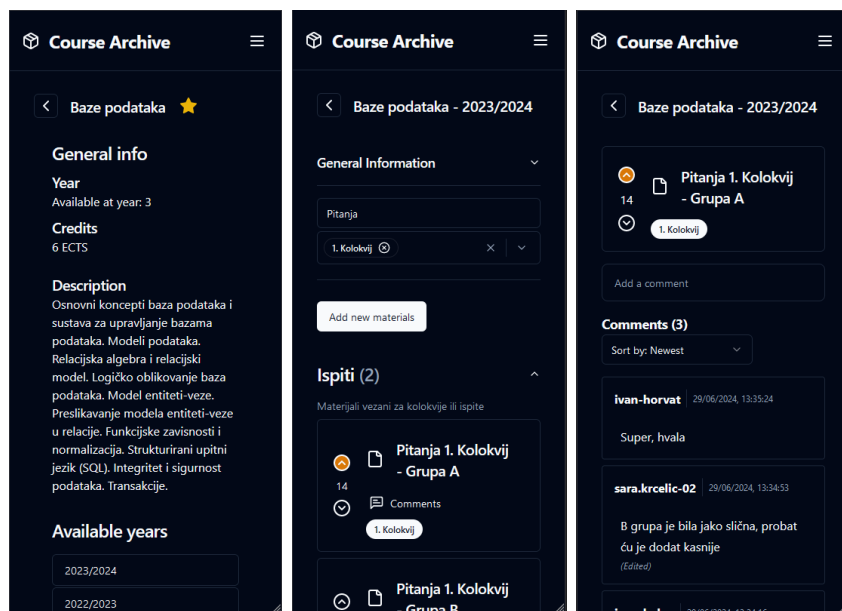 Course Archive
Baze podataka
General info
Year
Available at year: 3
Credits
6 ECTS
Description
Osnovni koncepti baza podataka i
sustava za upravljanje bazama
podataka. Modeli podataka.
Relacijska algebra i relacijski
model. Logičko oblikovanje baza
podataka. Model entiteti-veze.
Preslikavanje modela entiteti-veze
u relacije. Funkcijske zavisnosti i
normalizacija. Strukturirani upitni
jezik (SQL). Integritet i sigurnost
podataka. Transakcije.
Available years
2023/2024
2022/2023
Course Archive
Baze podataka - 2023/2024
General Information
Pitanja
1. Kolokvij
Add new materials
Ispiti (2)
Materijali vezani za kolokvije ili ispite
Pitanja 1. Kolokvij
- Grupa A
14
Comments
1. Kolokvij
Pitanja 1. Kolokvij
- Grupa B
Course Archive
Baze podataka - 2023/2024
Pitanja 1. Kolokvij
- Grupa A
14
1. Kolokvij
Add a comment
Comments (3)
Sort by: Newest
ivan-horvat 29/06/2024, 13:35:24
Super, hvala
sara.krcelic-02 29/06/2024, 13:34:53
B grupa je bila jako slična, probat
ću je dodat kasnije
(Edited)